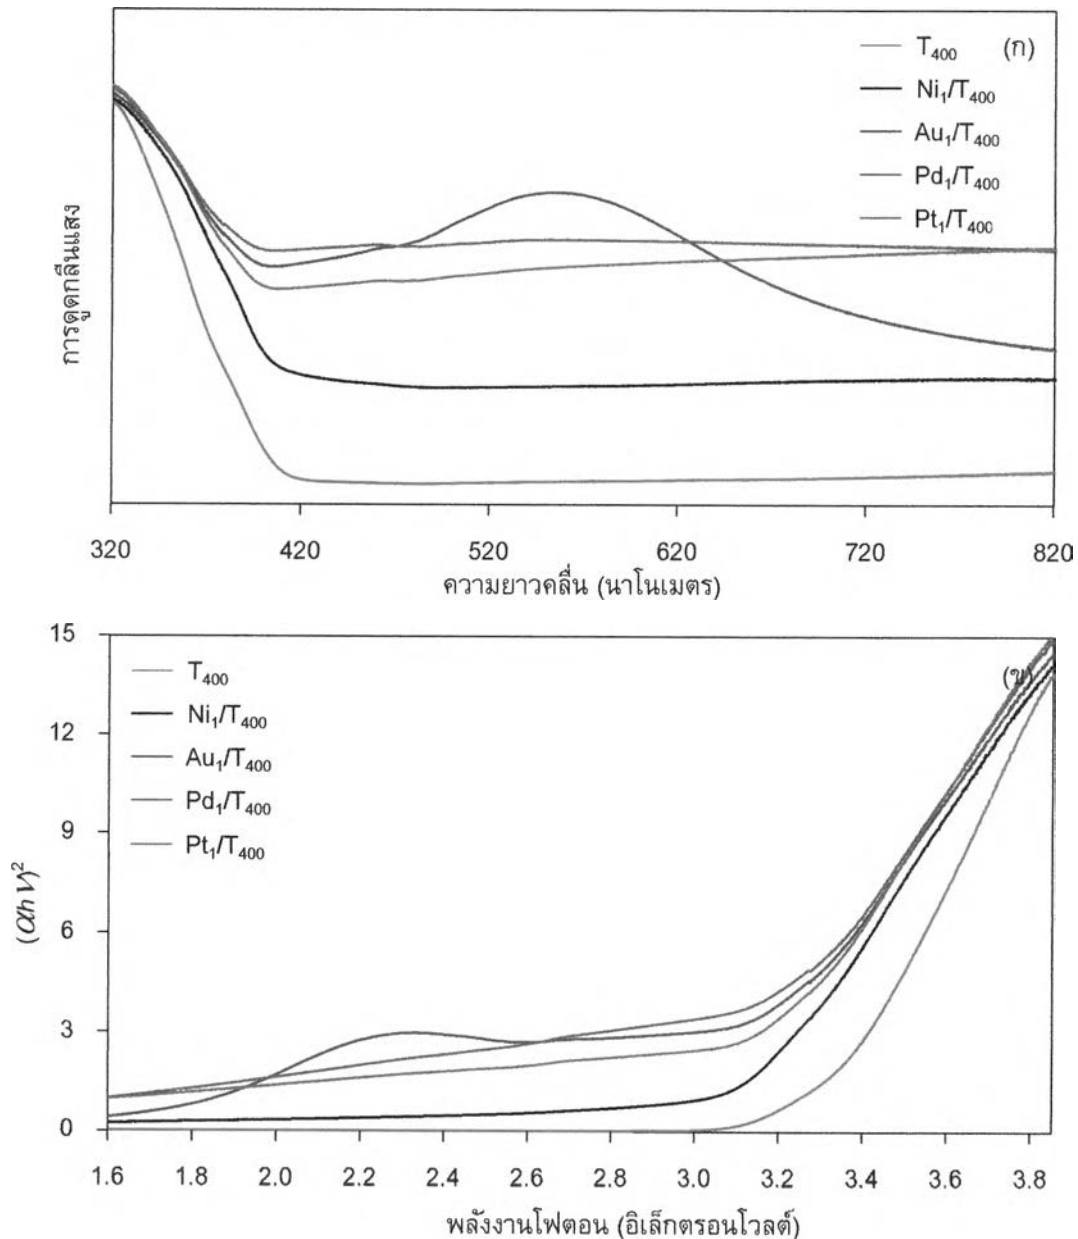 T400 (ก)
Ni1/T400
Au1/T400
Pd1/T400
Pt1/T400
การดูดกลืนแสง
320 420 520 620 720 820
ความยาวคลื่น (นาโนเมตร)
15
12
9
6
3
0
T400 (ข)
Ni1/T400
Au1/T400
Pd1/T400
Pt1/T400
(αhν)²
1.6 1.8 2.0 2.2 2.4 2.6 2.8 3.0 3.2 3.4 3.6 3.8
พลังงานโฟตอน (อิเล็กตรอนโวลต์)